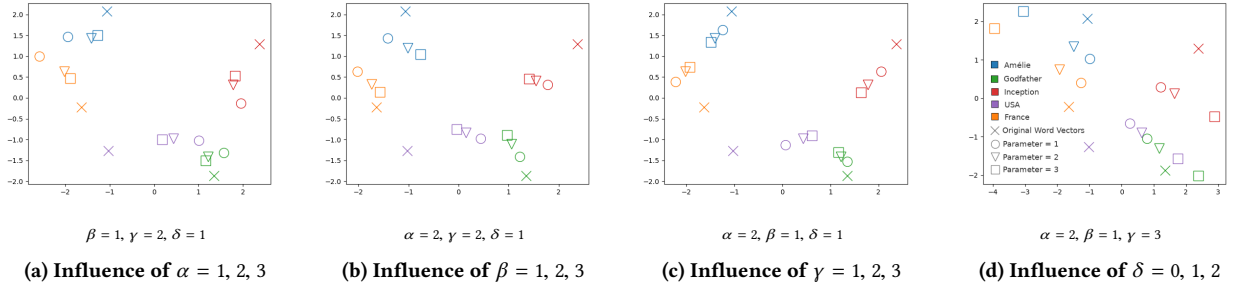 2.0
1.5
1.0
0.5
0.0
−0.5
−1.0
−1.5
−2.0
−2 −1 0 1 2
β = 1, γ = 2, δ = 1
(a) Influence of α = 1, 2, 3
2.0
1.5
1.0
0.5
0.0
−0.5
−1.0
−1.5
−2.0
−2 −1 0 1 2
α = 2, γ = 2, δ = 1
(b) Influence of β = 1, 2, 3
2.0
1.5
1.0
0.5
0.0
−0.5
−1.0
−1.5
−2.0
−2 −1 0 1 2
α = 2, β = 1, δ = 1
(c) Influence of γ = 1, 2, 3
2
1
0
−1
−2
Amélie
Godfather
Inception
USA
France
Original Word Vectors
Parameter = 1
Parameter = 2
Parameter = 3
−4 −3 −2 −1 0 1 2 3
α = 2, β = 1, γ = 3
(d) Influence of δ = 0, 1, 2